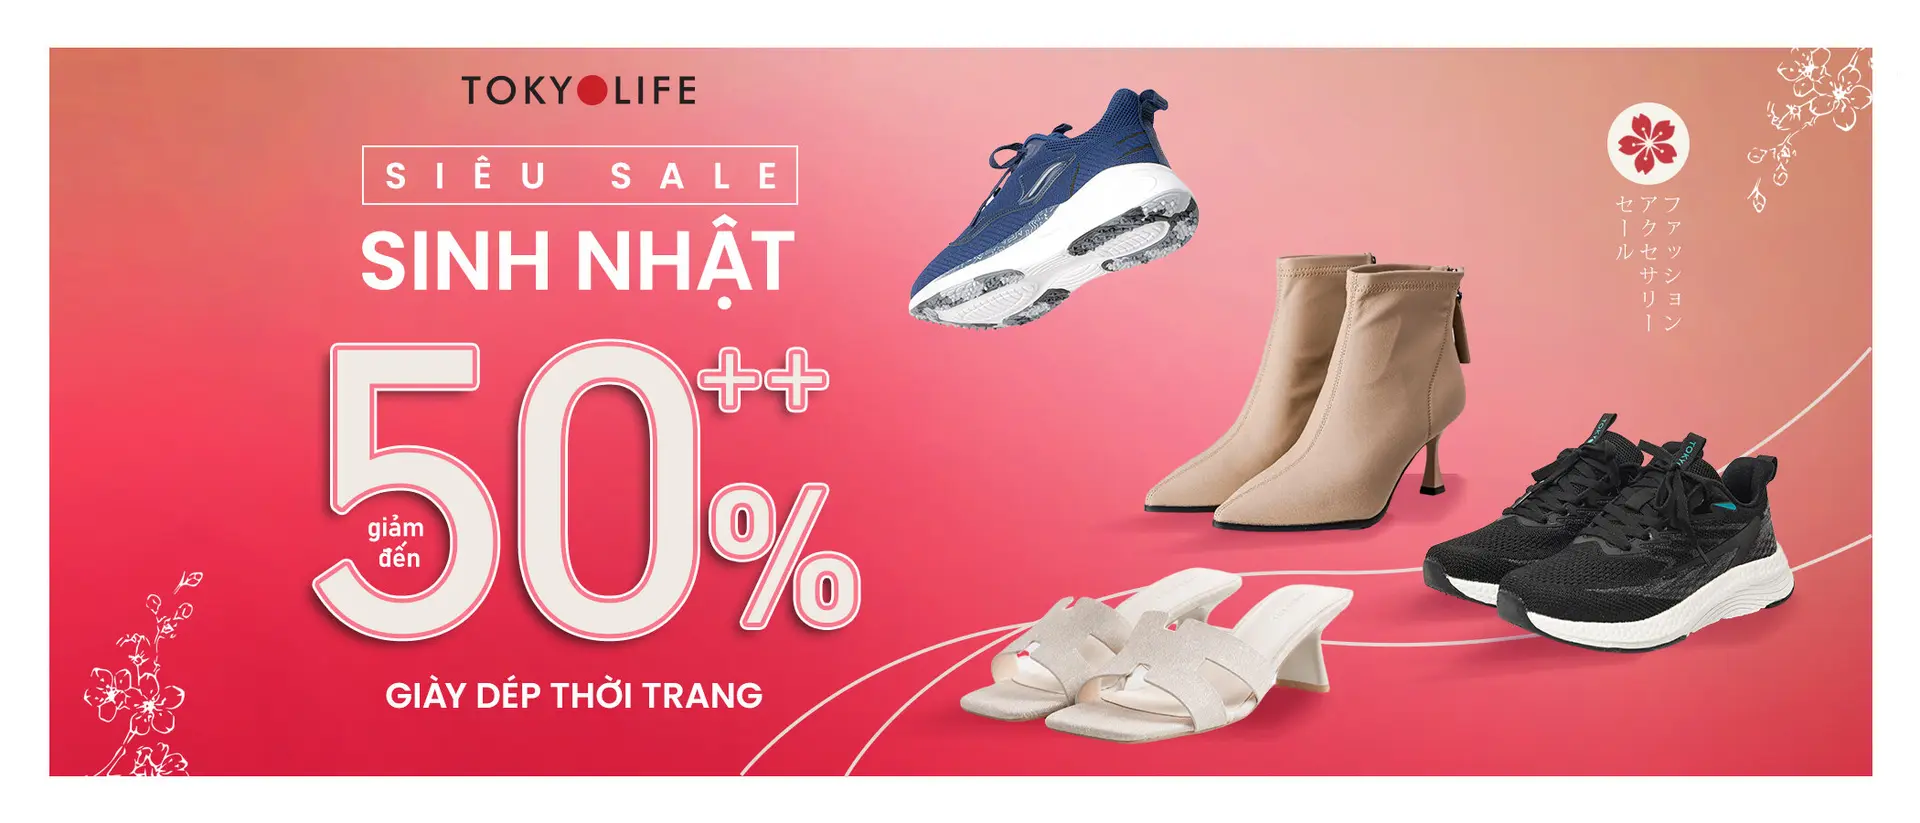 TOKYOLIFE
SIÊU SALE
SINH NHẬT
50++%
giảm
đến
GIÀY DÉP THỜI TRANG
ファッション
アクセサリー
セール
TOKY